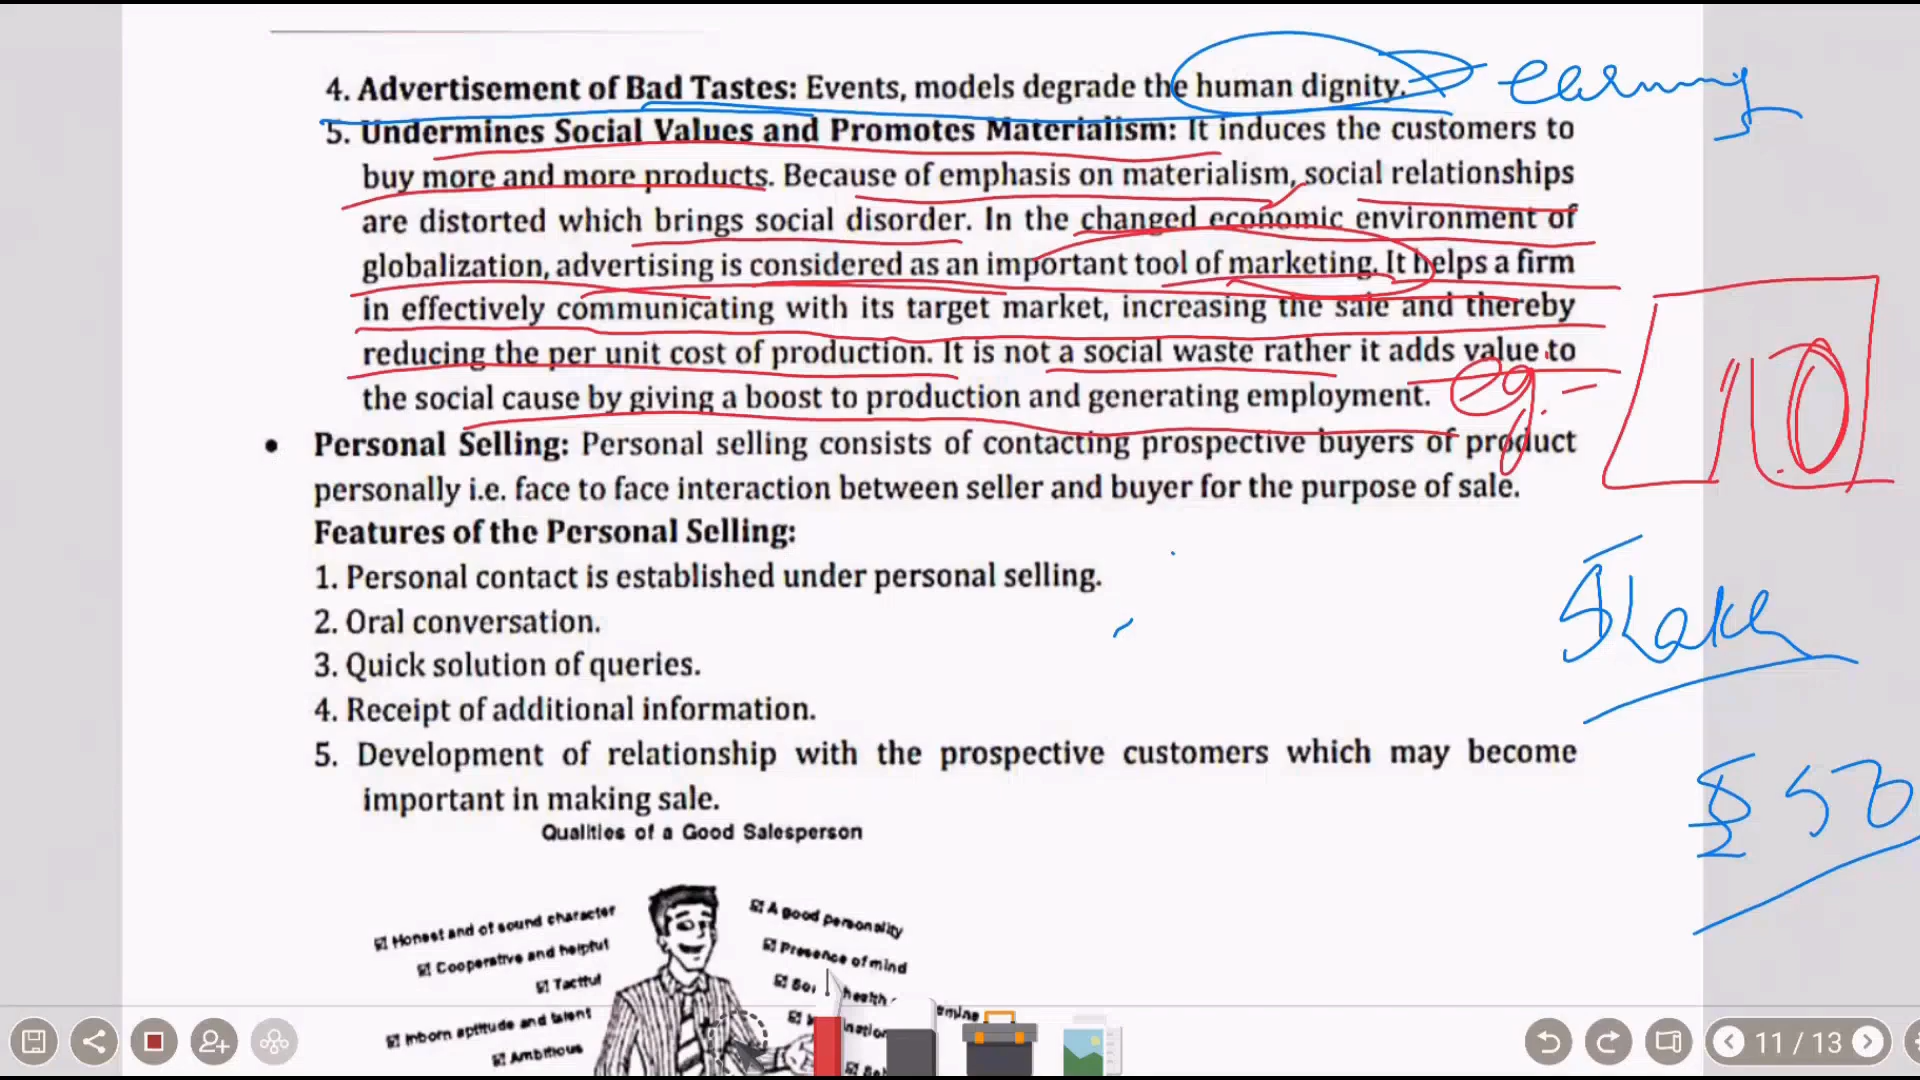 4. Advertisement of Bad Tastes: Events, models degrade the human dignity.
5. Undermines Social Values and Promotes Materialism: It induces the customers to
buy more and more products. Because of emphasis on materialism, social relationships
are distorted which brings social disorder. In the changed economic environment of
globalization, advertising is considered as an important tool of marketing. It helps a firm
in effectively communicating with its target market, increasing the sale and thereby
reducing the per unit cost of production. It is not a social waste rather it adds value to
the social cause by giving a boost to production and generating employment.
eg.-
10
• Personal Selling: Personal selling consists of contacting prospective buyers of product
personally i.e. face to face interaction between seller and buyer for the purpose of sale.
Features of the Personal Selling:
1. Personal contact is established under personal selling.
2. Oral conversation.
3. Quick solution of queries.
4. Receipt of additional information.
5. Development of relationship with the prospective customers which may become
important in making sale.
50
Qualities of a Good Salesperson
Honest and of sound character
A good personality
Cooperative and helpful
Presence of mind
Tactful
health
Inborn aptitude and talent
Ambitious
11 / 13